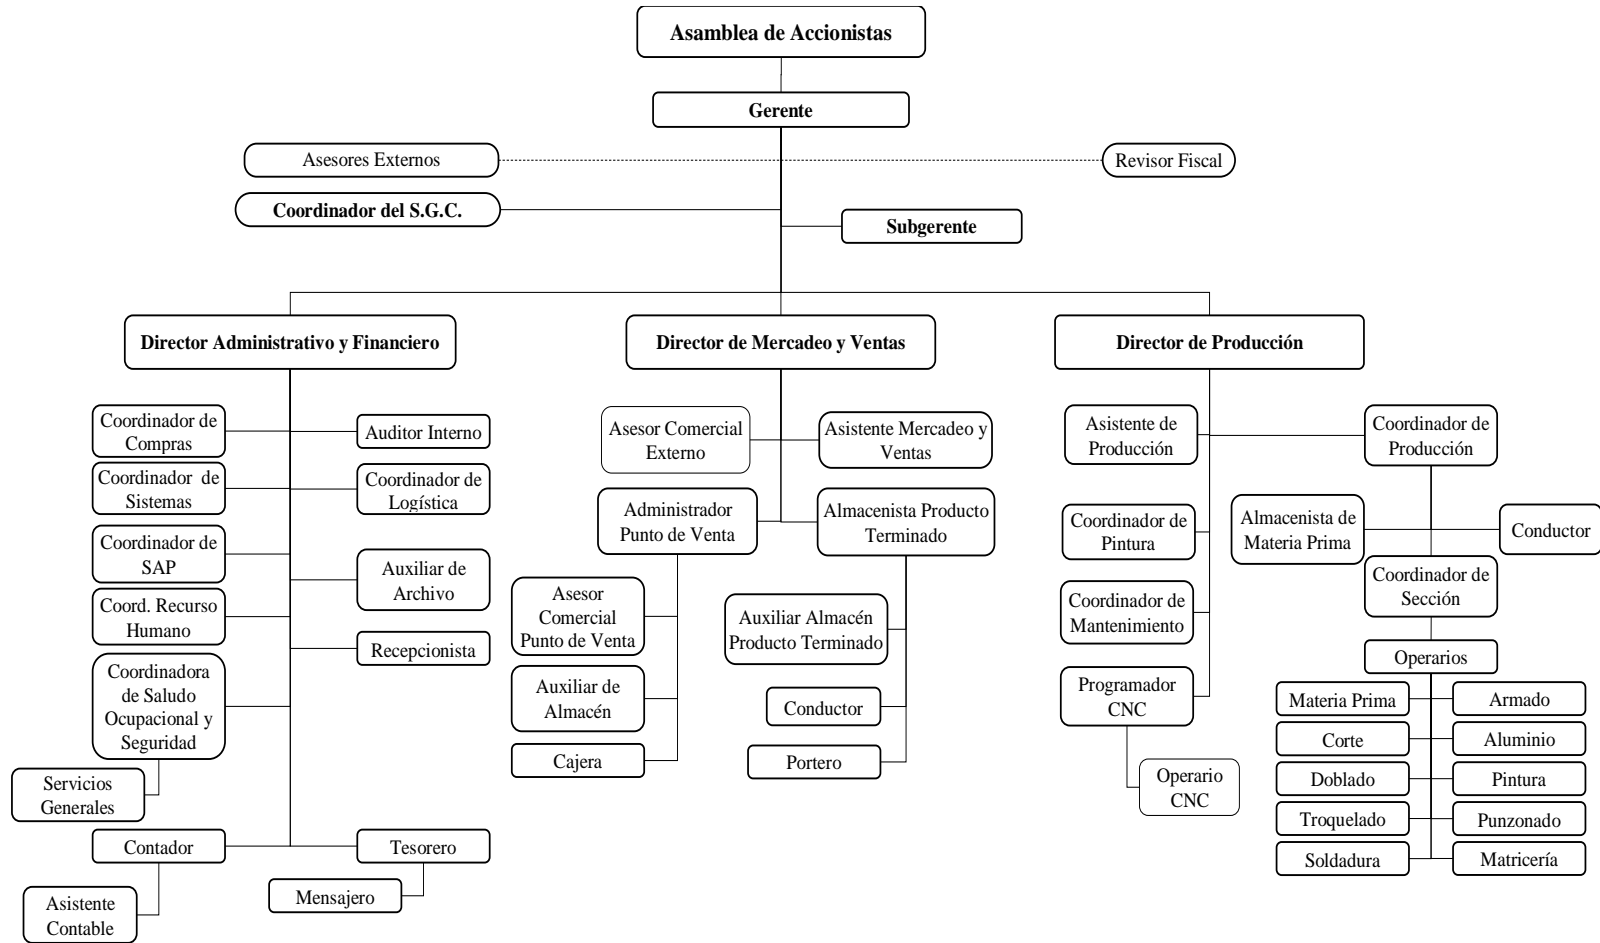 Asamblea de Accionistas
Gerente
Asesores Externos
Revisor Fiscal
Coordinador del S.G.C.
Subgerente
Director Administrativo y Financiero
Director de Mercadeo y Ventas
Director de Producción
Coordinador de
Compras
Auditor Interno
Coordinador de
Sistemas
Coordinador de
Logística
Coordinador de
SAP
Auxiliar de
Archivo
Coord. Recurso
Humano
Recepcionista
Coordinadora
de Saludo
Ocupacional y
Seguridad
Servicios
Generales
Contador
Tesorero
Asistente
Contable
Mensajero
Asesor Comercial
Externo
Asistente Mercadeo y
Ventas
Administrador
Punto de Venta
Almacenista Producto
Terminado
Asesor
Comercial
Punto de Venta
Auxiliar de
Almacén
Cajera
Auxiliar Almacén
Producto Terminado
Conductor
Portero
Asistente de
Producción
Coordinador de
Producción
Coordinador de
Pintura
Coordinador de
Mantenimiento
Programador
CNC
Operario
CNC
Almacenista de
Materia Prima
Conductor
Coordinador de
Sección
Operarios
Materia Prima
Armado
Corte
Aluminio
Doblado
Pintura
Troquelado
Punzonado
Soldadura
Matricería